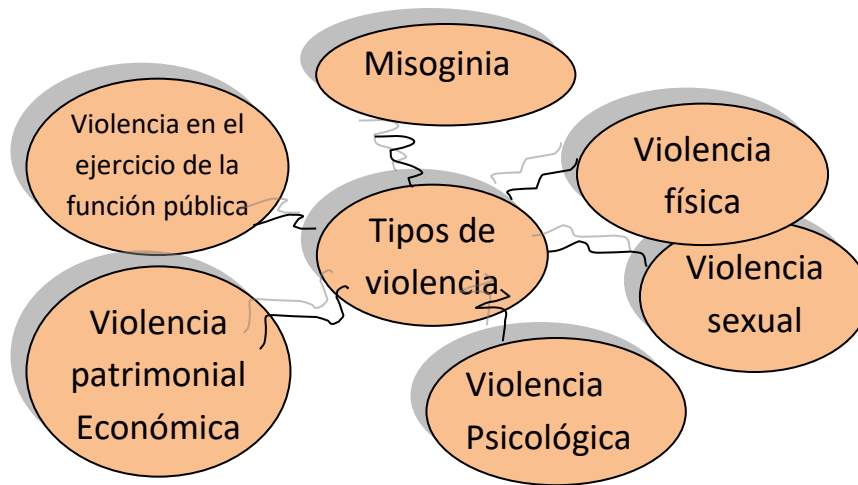 Misoginia
Violencia en el
ejercicio de la
función pública
Violencia
física
Tipos de
violencia
Violencia
sexual
Violencia
patrimonial
Económica
Violencia
Psicológica